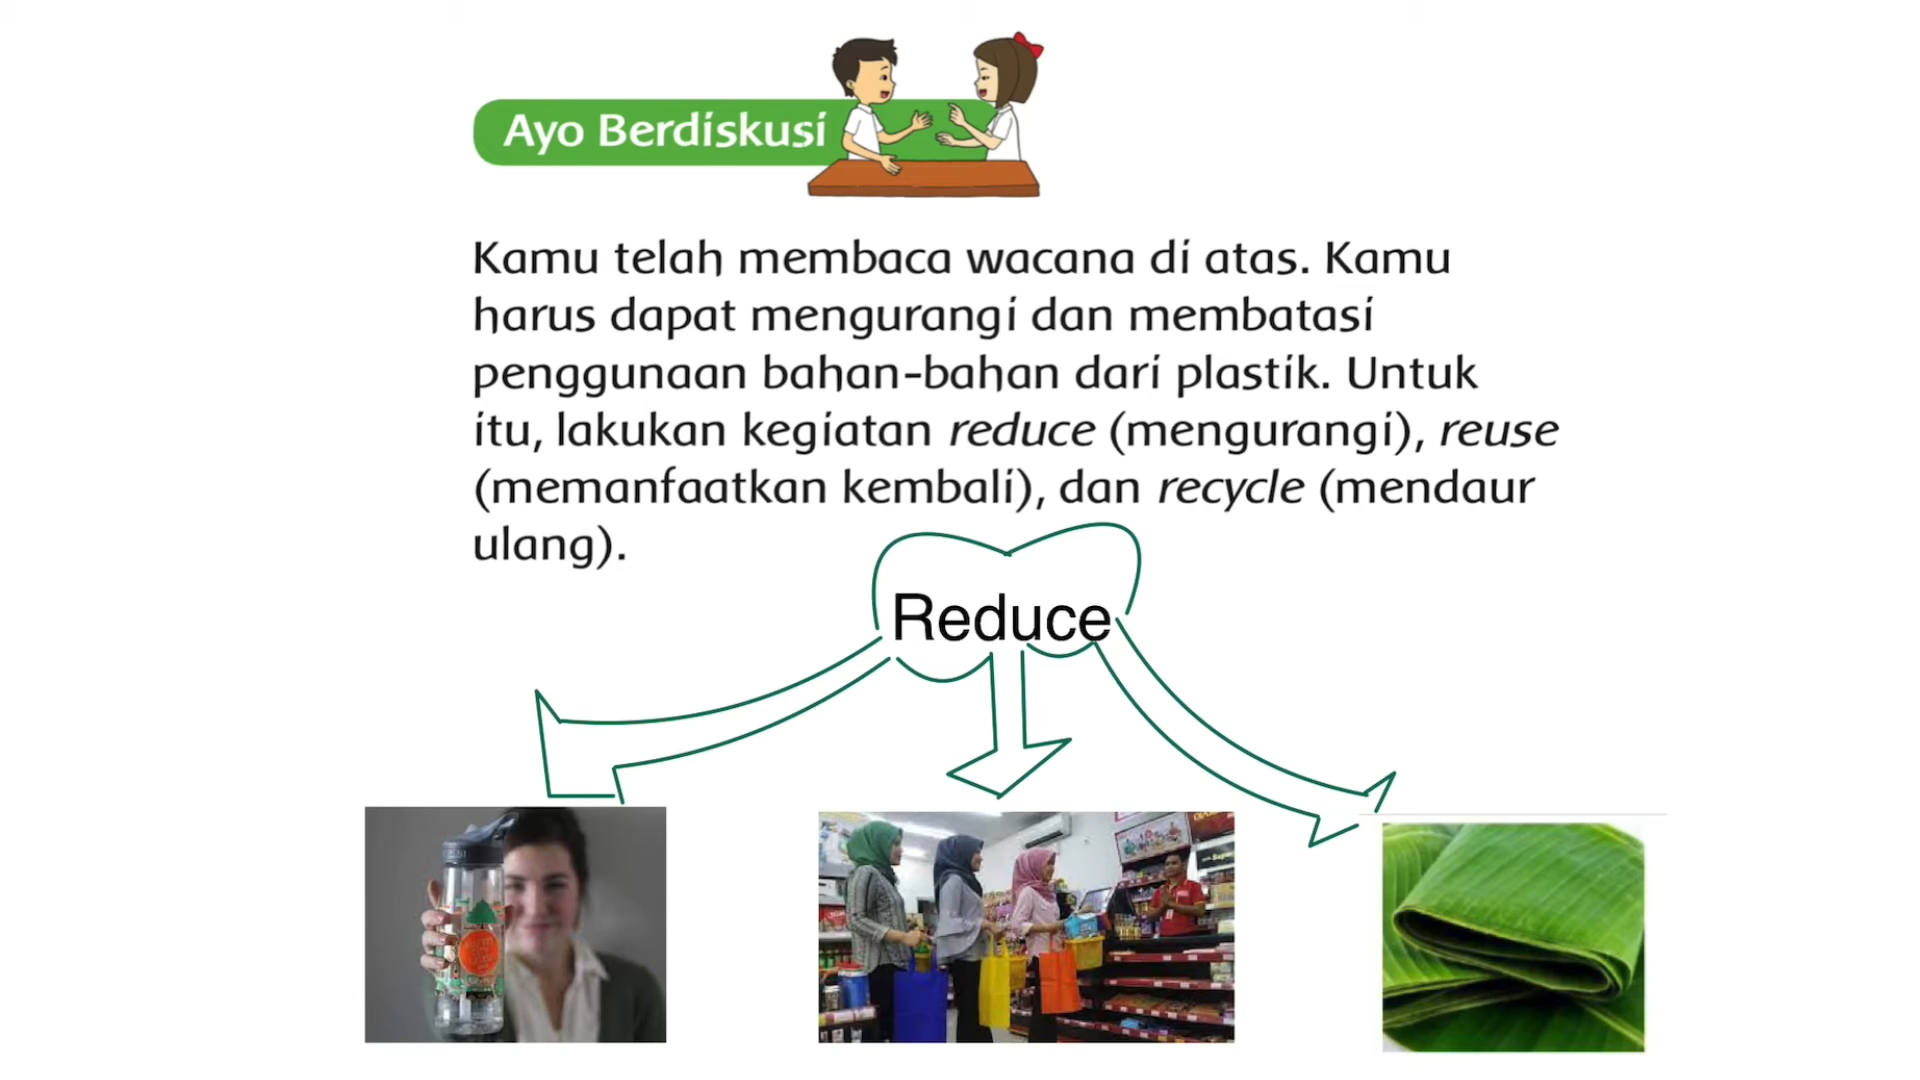 Ayo Berdiskusi
Kamu telah membaca wacana di atas. Kamu
harus dapat mengurangi dan membatasi
penggunaan bahan-bahan dari plastik. Untuk
itu, lakukan kegiatan reduce (mengurangi), reuse
(memanfaatkan kembali), dan recycle (mendaur
ulang).
Reduce